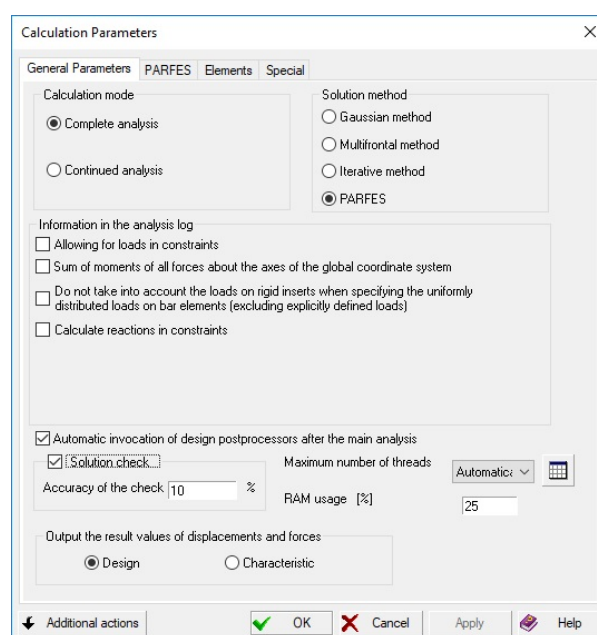 Calculation Parameters
General Parameters PARFES Elements Special
Calculation mode
Complete analysis
Continued analysis
Solution method
Gaussian method
Multifrontal method
Iterative method
PARFES
Information in the analysis log
Allowing for loads in constraints
Sum of moments of all forces about the axes of the global coordinate system
Do not take into account the loads on rigid inserts when specifying the uniformly
distributed loads on bar elements (excluding explicitly defined loads)
Calculate reactions in constraints
Automatic invocation of design postprocessors after the main analysis
Solution check
Accuracy of the check 10 %
Maximum number of threads Automatica
RAM usage [%] 25
Output the result values of displacements and forces
Design Characteristic
Additional actions OK Cancel Apply Help